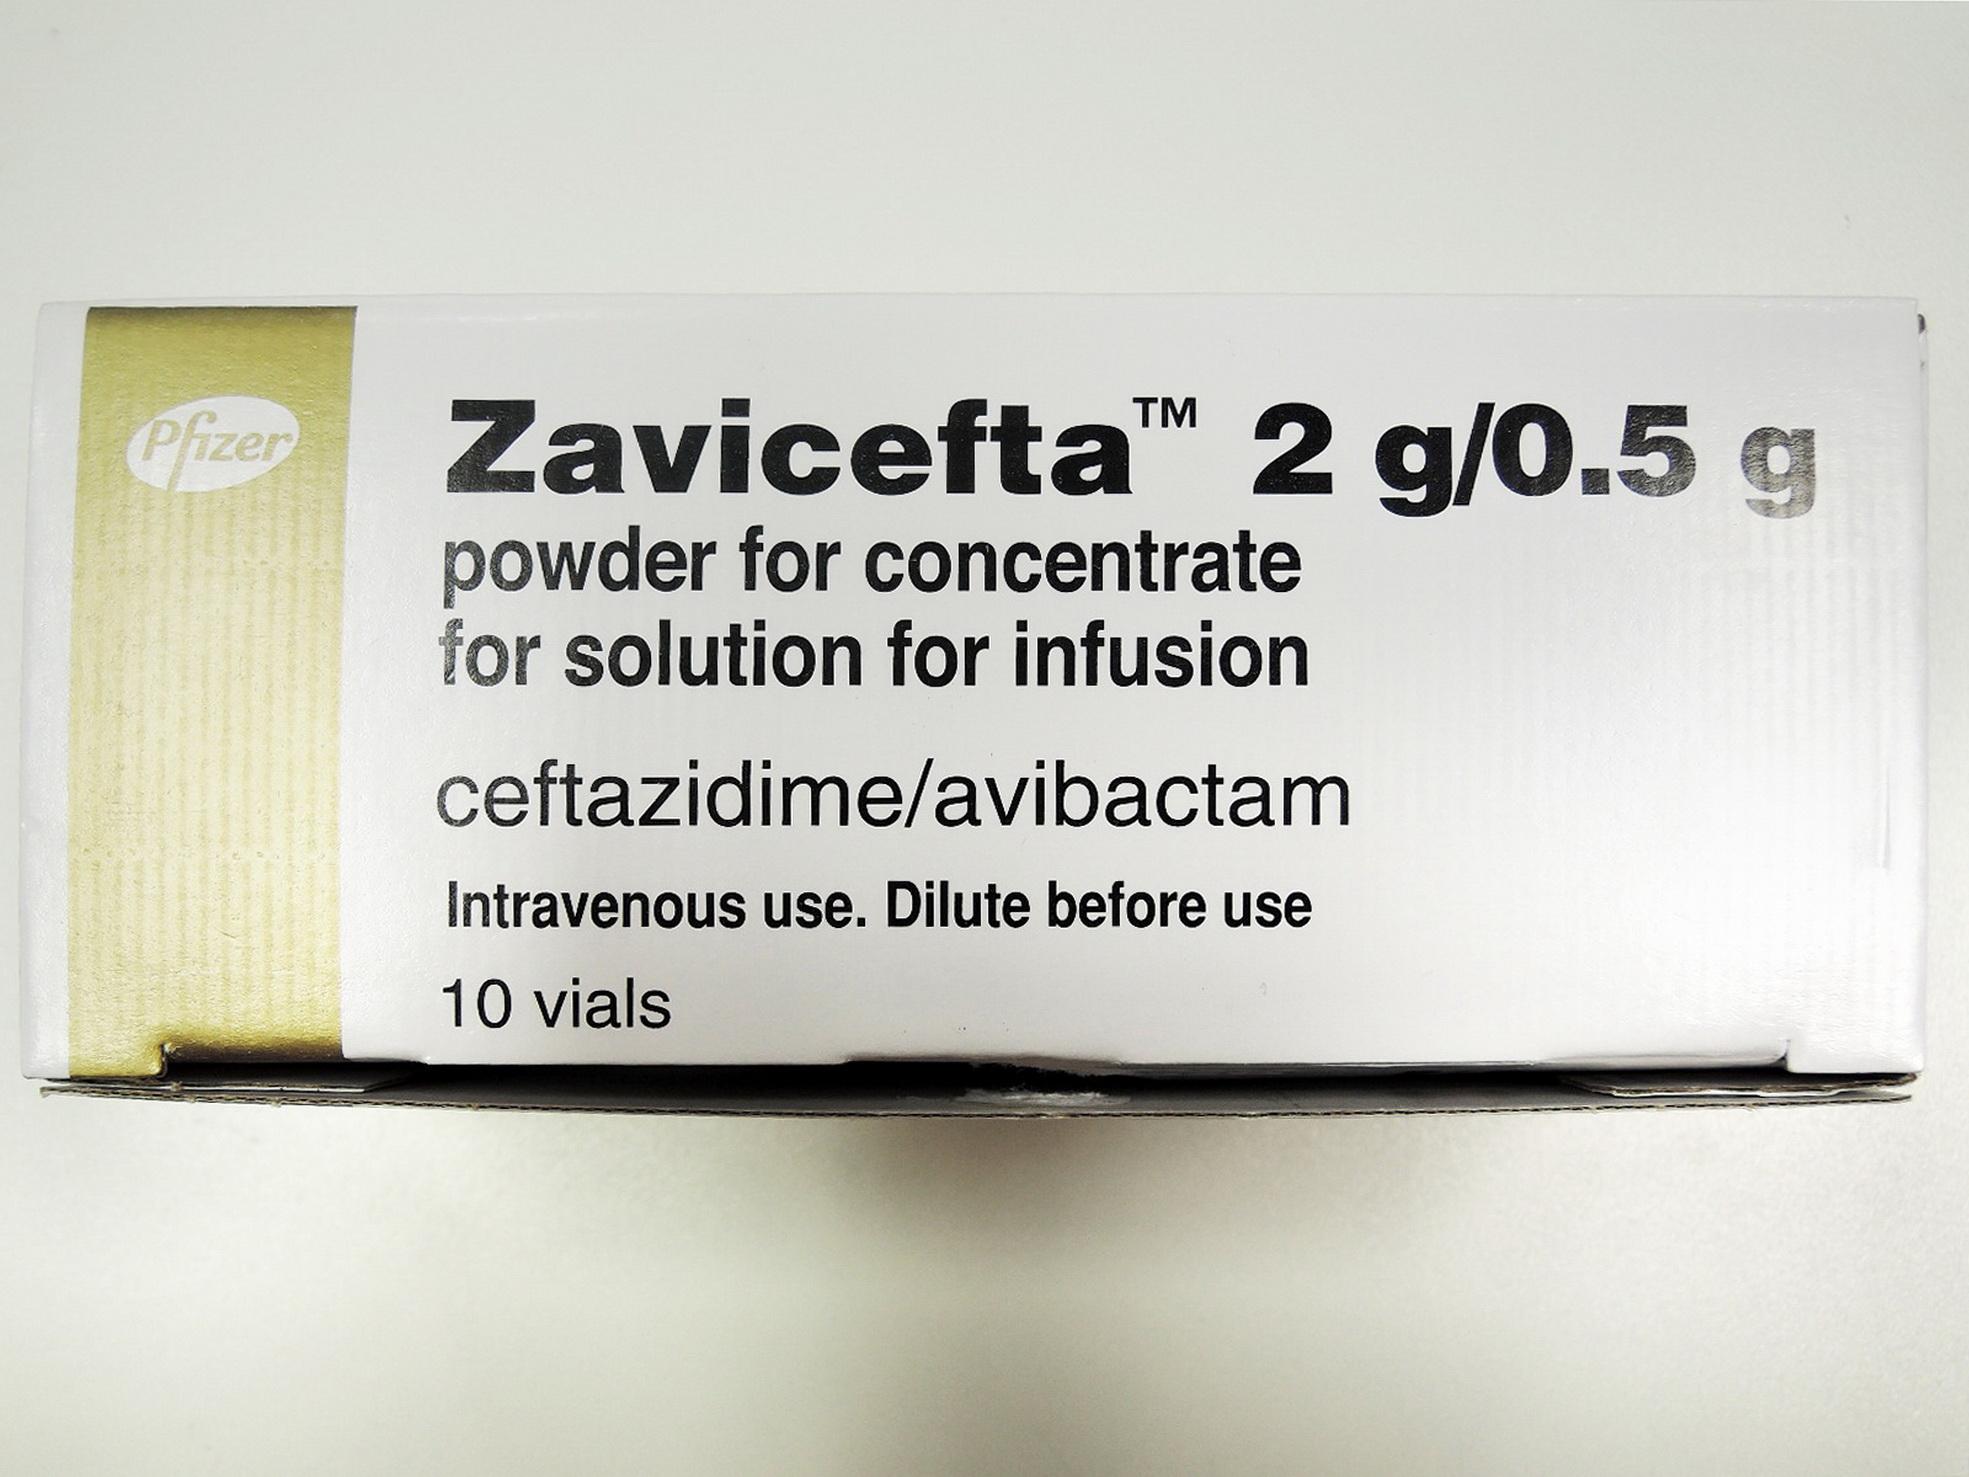 Pfizer
Zavicefta™ 2 g/0.5 g
powder for concentrate
for solution for infusion
ceftazidime/avibactam
Intravenous use. Dilute before use
10 vials